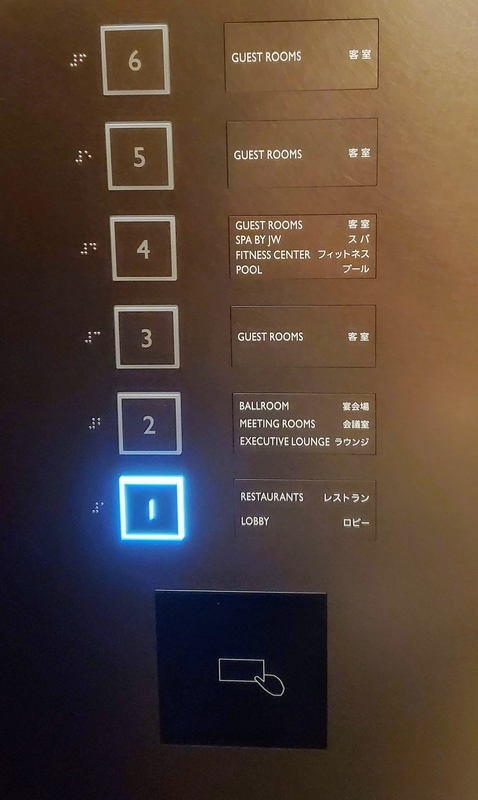 6 GUEST ROOMS 客室
5 GUEST ROOMS 客室
4 GUEST ROOMS 客室
SPA BY JW スパ
FITNESS CENTER フィットネス
POOL プール
3 GUEST ROOMS 客室
2 BALLROOM 宴会場
MEETING ROOMS 会議室
EXECUTIVE LOUNGE ラウンジ
1 RESTAURANTS レストラン
LOBBY ロビー